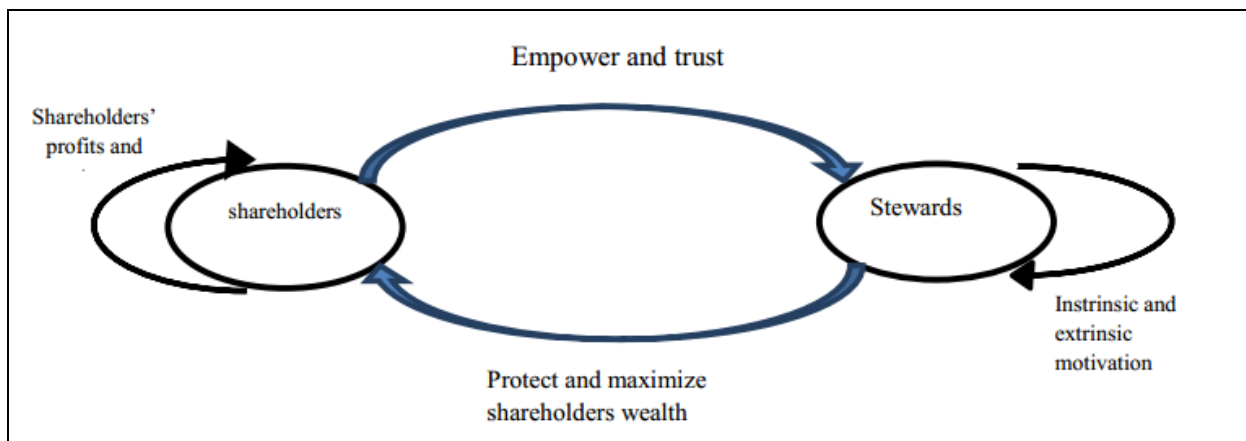 Empower and trust
Shareholders’
profits and
shareholders
Stewards
Instrinsic and
extrinsic
motivation
Protect and maximize
shareholders wealth